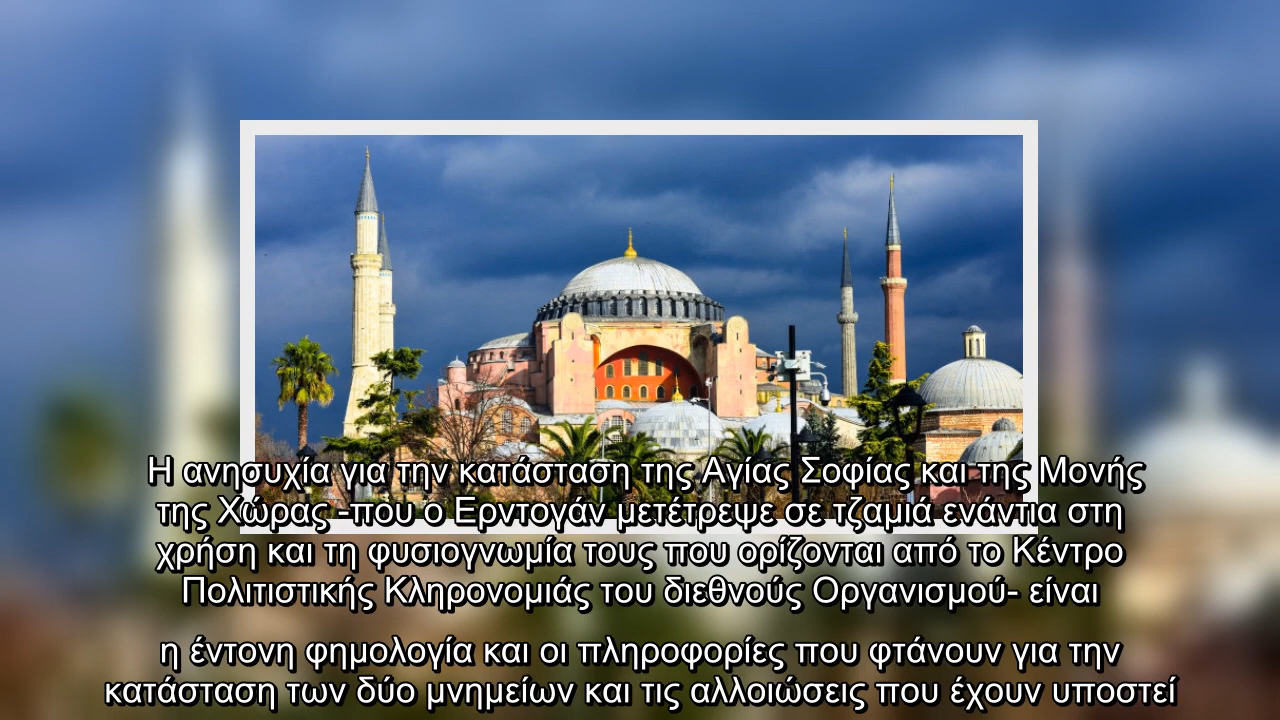 Η ανησυχία για την κατάσταση της Αγίας Σοφίας και της Μονής
της Χώρας -που ο Ερντογάν μετέτρεψε σε τζαμιά ενάντια στη
χρήση και τη φυσιογνωμία τους που ορίζονται από το Κέντρο
Πολιτιστικής Κληρονομιάς του διεθνούς Οργανισμού- είναι
η έντονη φημολογία και οι πληροφορίες που φτάνουν για την
κατάσταση των δύο μνημείων και τις αλλοιώσεις που έχουν υποστεί